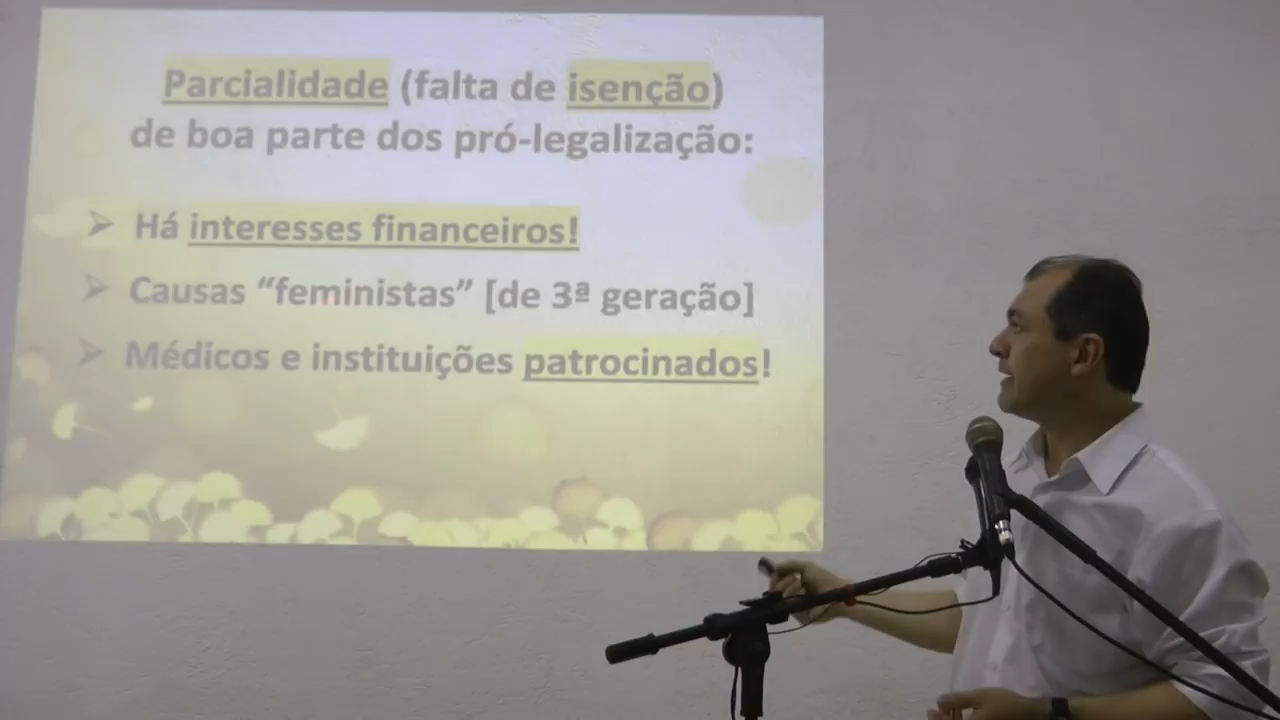 Parcialidade (falta de isenção)
de boa parte dos pró-legalização:
➢ Há interesses financeiros!
➢ Causas “feministas” [de 3ª geração]
➢ Médicos e instituições patrocinados!